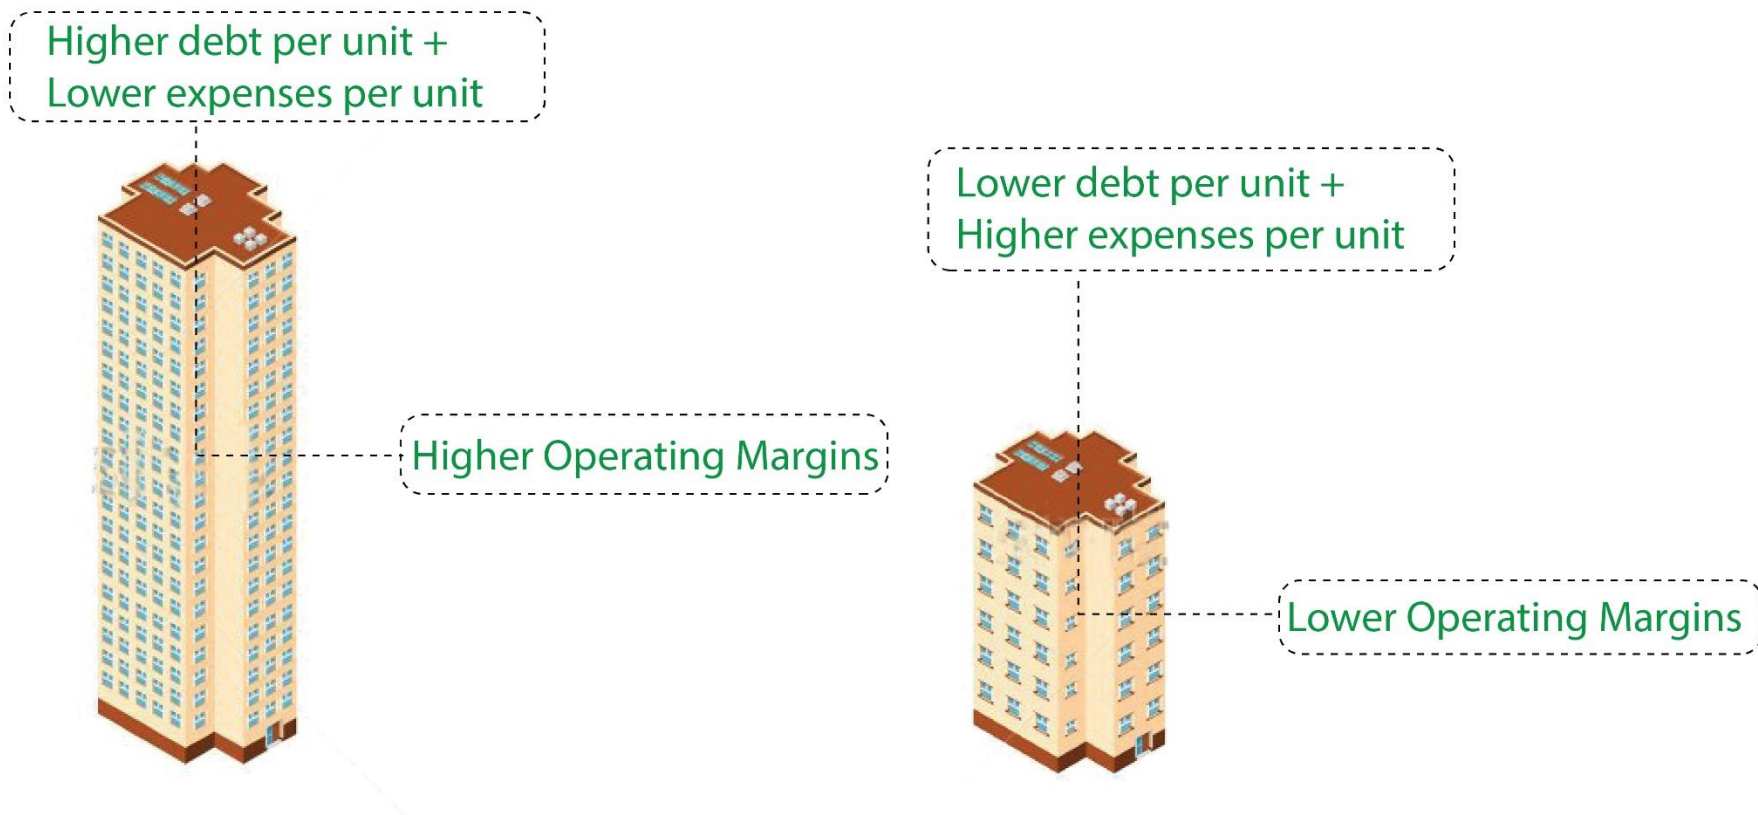 Higher debt per unit +
Lower expenses per unit
Higher Operating Margins
Lower debt per unit +
Higher expenses per unit
Lower Operating Margins